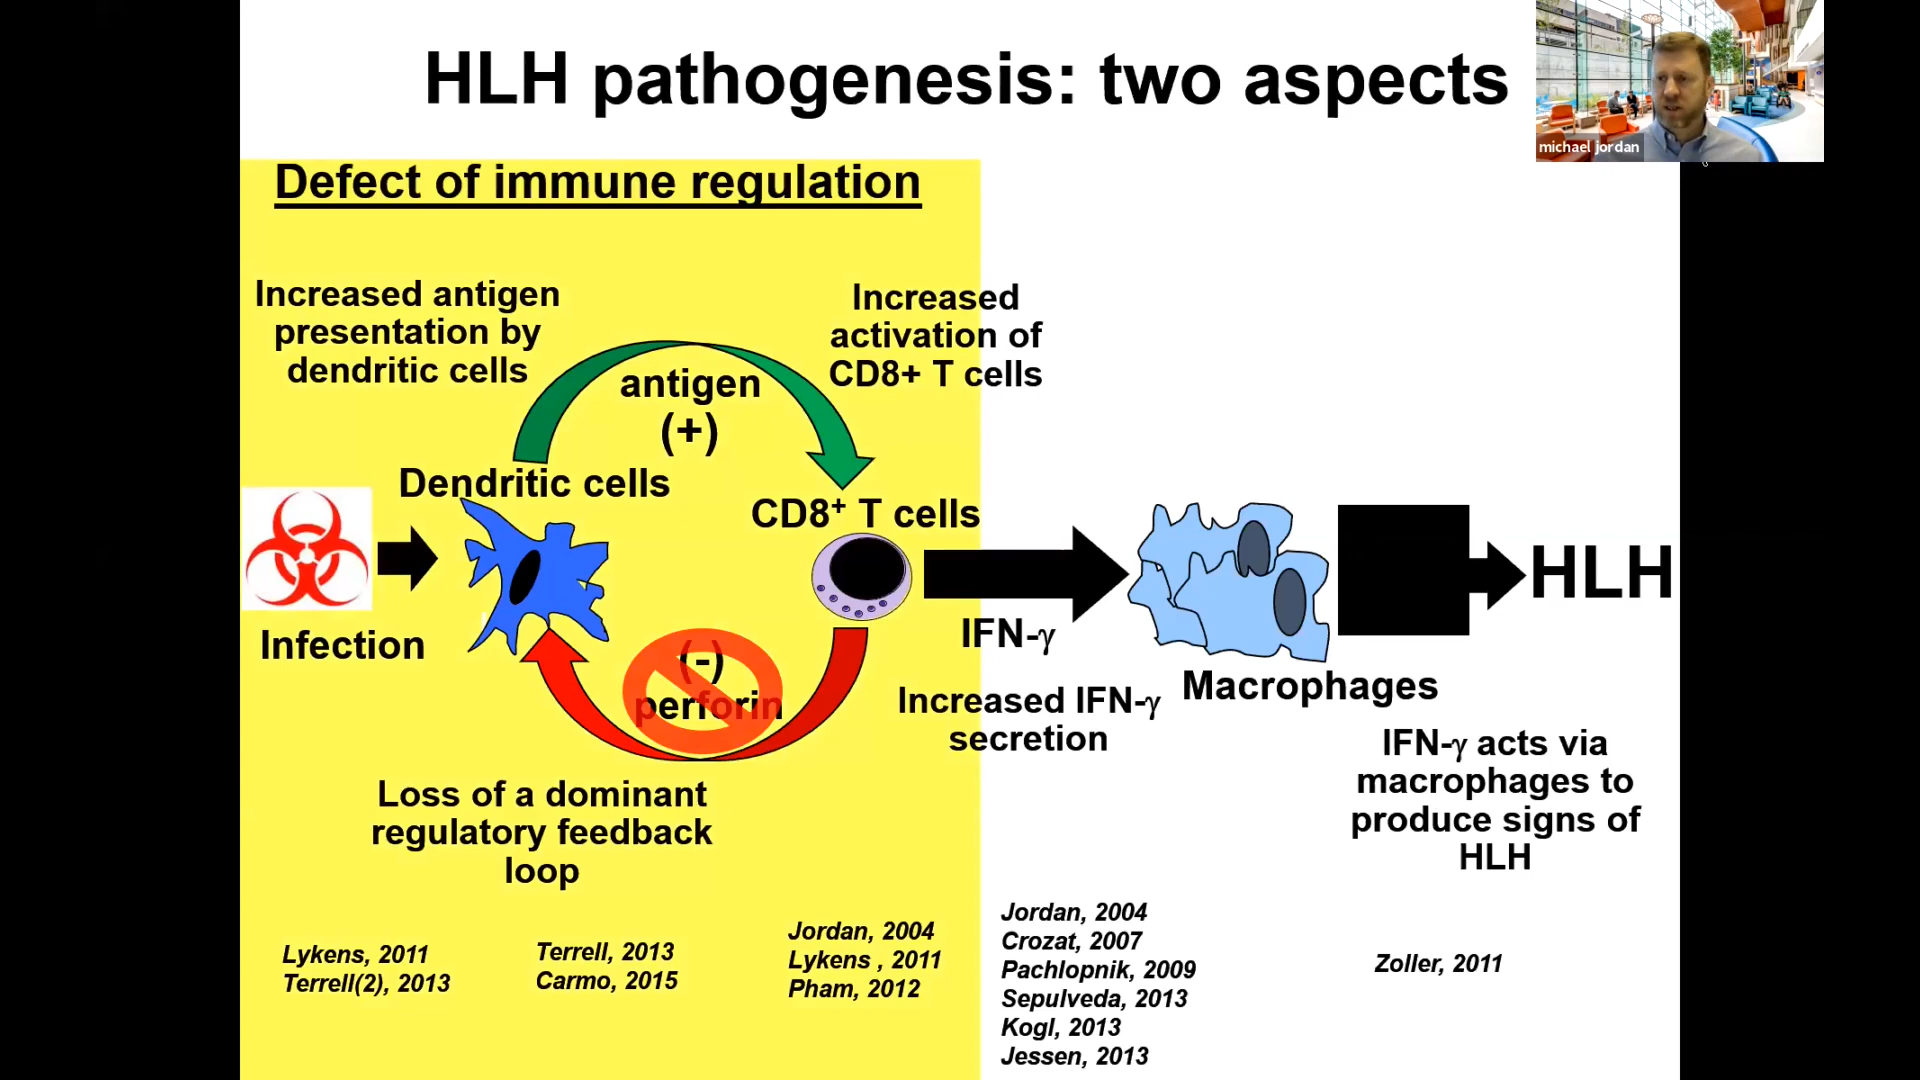 HLH pathogenesis: two aspects
michael jordan
Defect of immune regulation
Increased antigen
presentation by
dendritic cells
Increased
activation of
CD8+ T cells
antigen
(+)
Dendritic cells
CD8⁺ T cells
HLH
Infection
(-)
perforin
IFN-γ
Increased IFN-γ
secretion
Macrophages
IFN-γ acts via
macrophages to
produce signs of
HLH
Loss of a dominant
regulatory feedback
loop
Lykens, 2011
Terrell(2), 2013
Terrell, 2013
Carmo, 2015
Jordan, 2004
Lykens , 2011
Pham, 2012
Jordan, 2004
Crozat, 2007
Pachlopnik, 2009
Sepulveda, 2013
Kogl, 2013
Jessen, 2013
Zoller, 2011